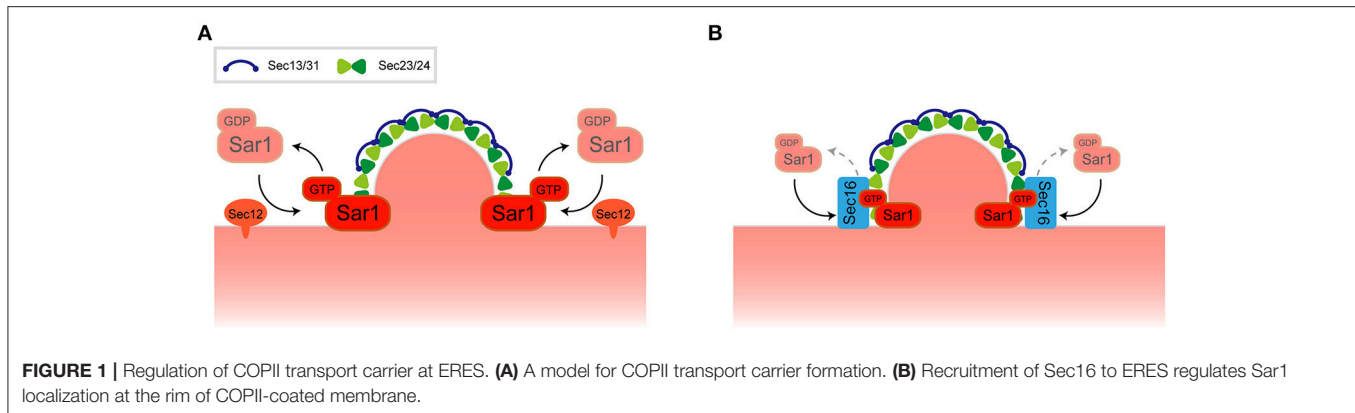 A
B
Sec13/31 Sec23/24
GDP
Sar1
GDP
Sar1
GTP
Sar1
GTP
Sar1
Sec12
Sec12
GDP
Sar1
GDP
Sar1
Sec16
GTP
Sar1
GTP
Sar1
Sec16
FIGURE 1 | Regulation of COPII transport carrier at ERES. (A) A model for COPII transport carrier formation. (B) Recruitment of Sec16 to ERES regulates Sar1
localization at the rim of COPII-coated membrane.